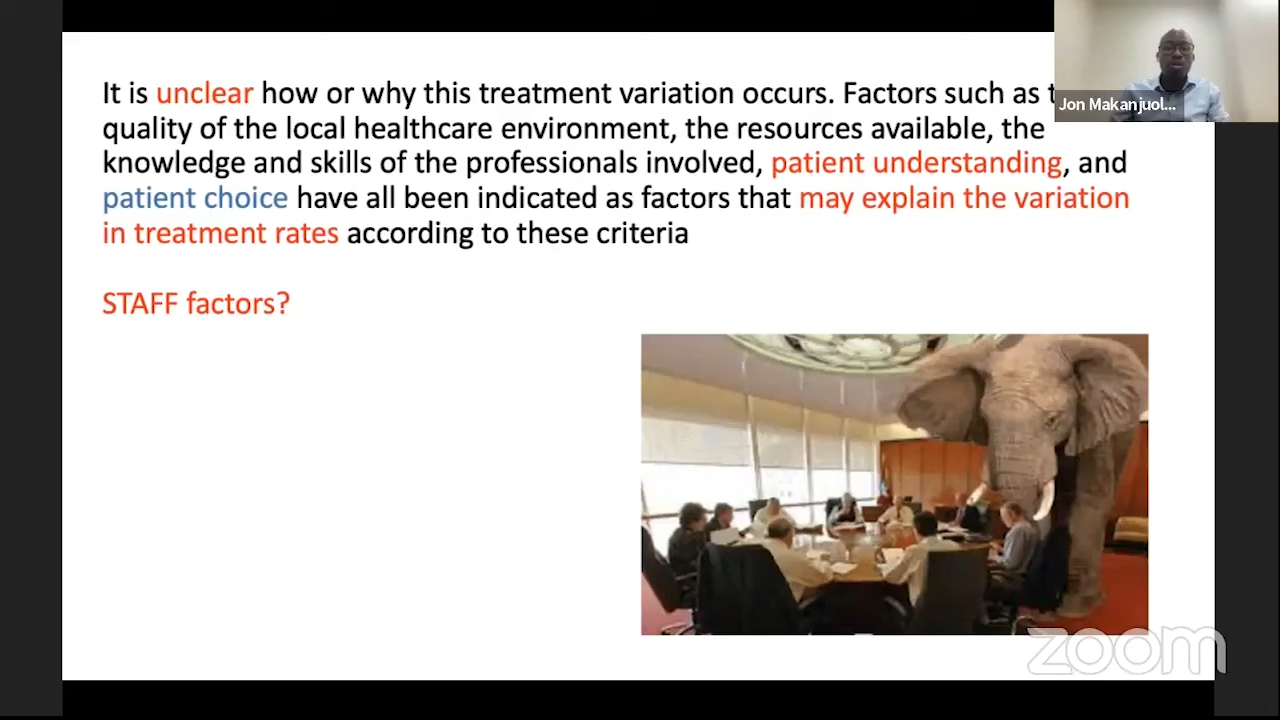 It is unclear how or why this treatment variation occurs. Factors such as
quality of the local healthcare environment, the resources available, the
knowledge and skills of the professionals involved, patient understanding, and
patient choice have all been indicated as factors that may explain the variation
in treatment rates according to these criteria
STAFF factors?
Jon Makanjuol...
zoom